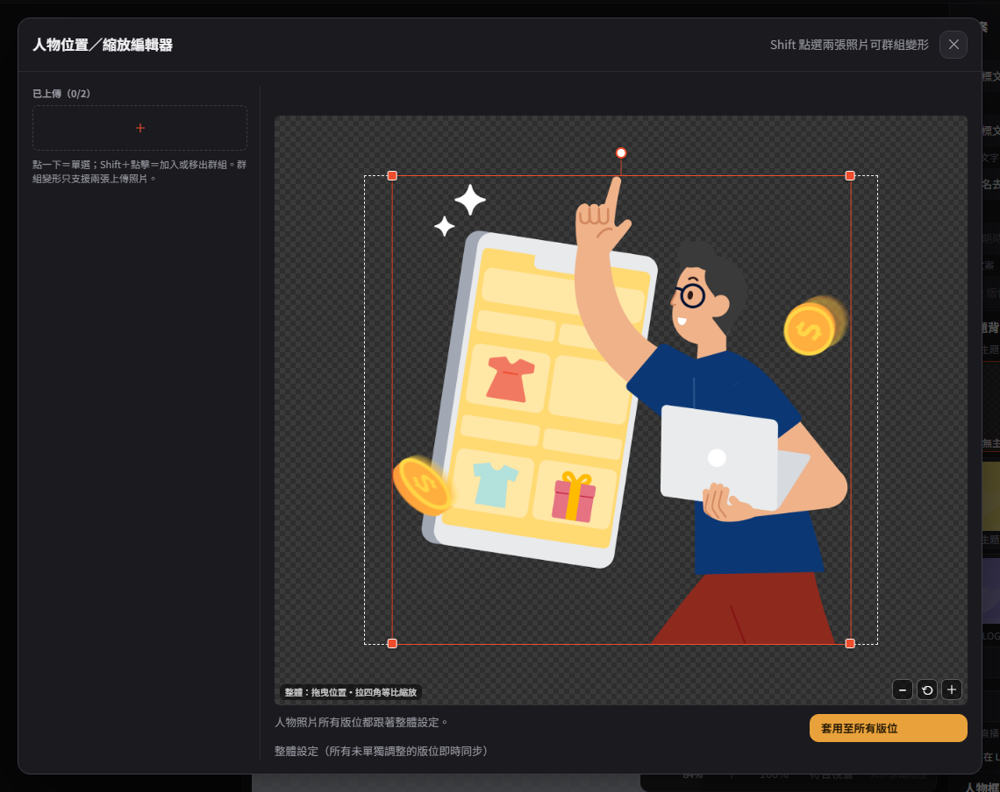 人物位置／縮放編輯器
Shift 點選兩張照片可群組變形
已上傳（0/2）
點一下＝單選；Shift＋點擊＝加入或移出群組。群
組變形只支援兩張上傳照片。
整體：拖曳位置・拉四角等比縮放
人物照片所有版位都跟著整體設定。
套用至所有版位
整體設定（所有未單獨調整的版位即時同步）